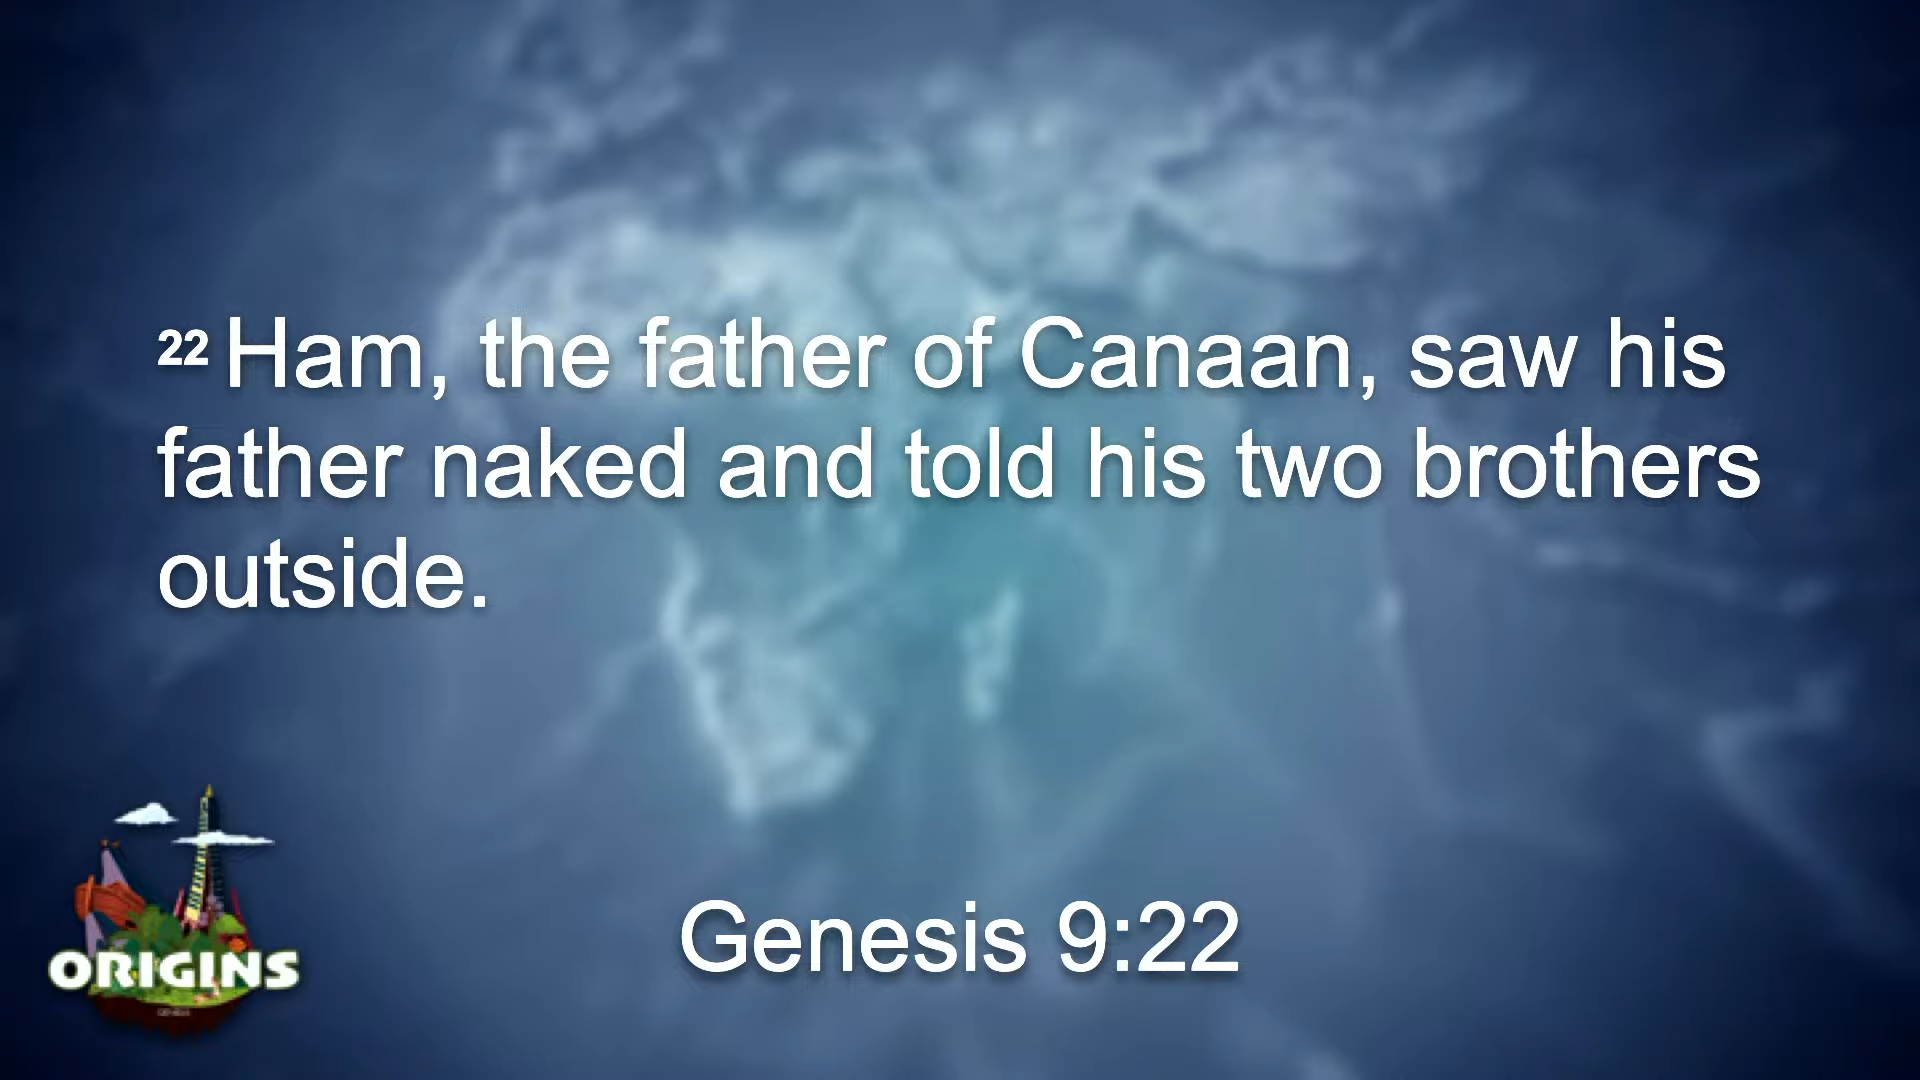 22 Ham, the father of Canaan, saw his
father naked and told his two brothers
outside.
Genesis 9:22
ORIGINS